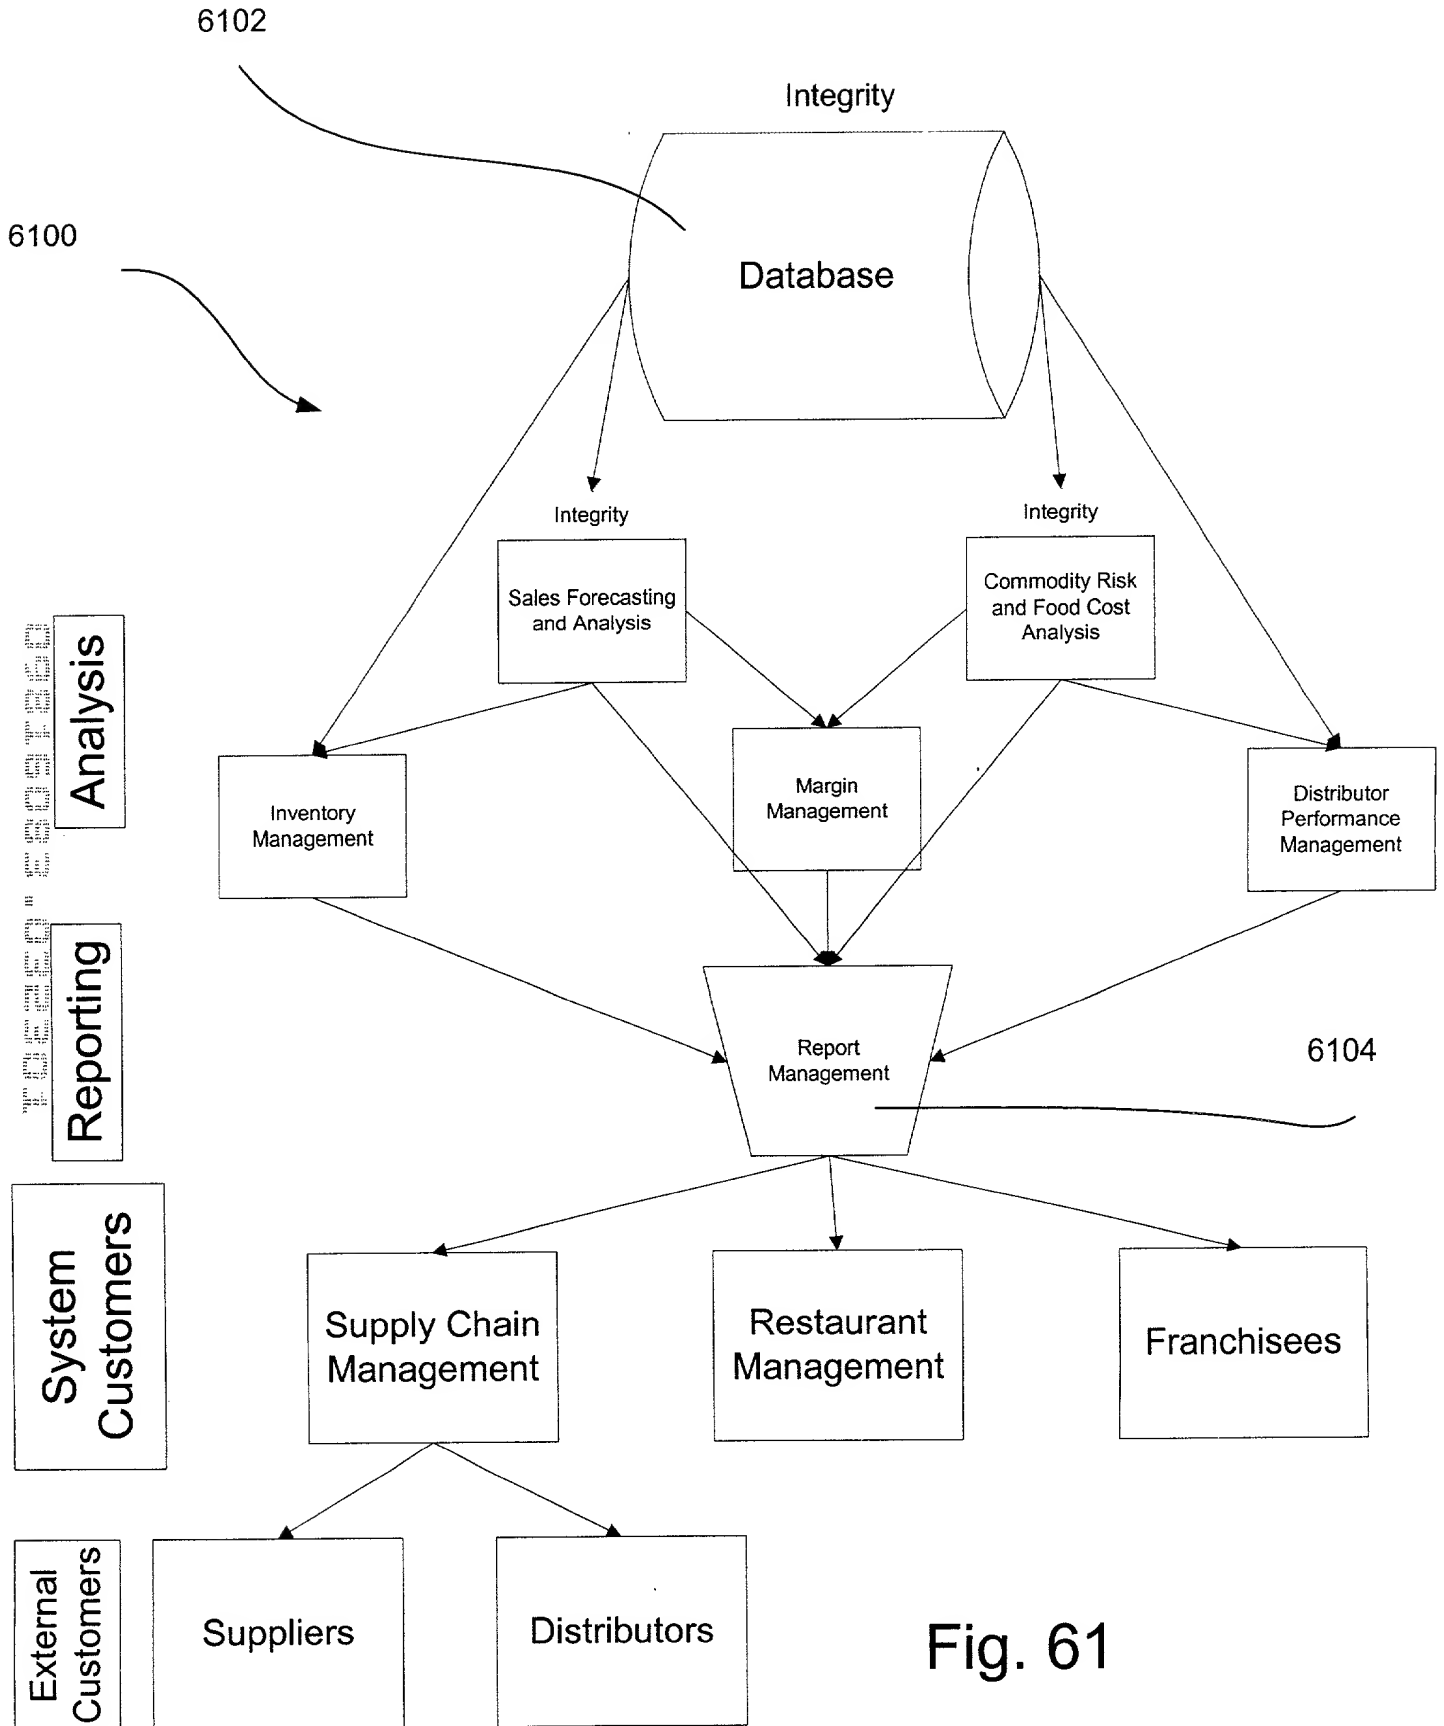 6102
Integrity
6100
Database
Integrity
Integrity
Sales Forecasting
and Analysis
Commodity Risk
and Food Cost
Analysis
Analysis
Inventory
Management
Margin
Management
Distributor
Performance
Management
Reporting
Report
Management
6104
System
Customers
Supply Chain
Management
Restaurant
Management
Franchisees
External
Customers
Suppliers
Distributors
Fig. 61